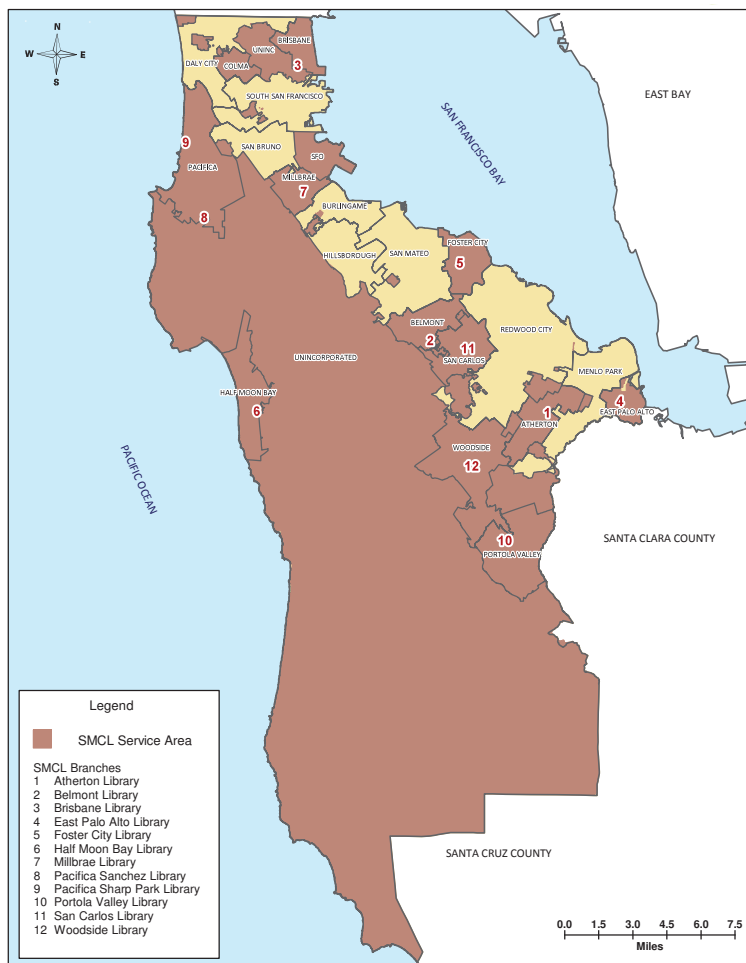 N
W E
S
BRISBANE
UNINC
3
DALY CITY
COLMA
EAST BAY
SOUTH SAN FRANCISCO
SAN FRANCISCO BAY
9
SAN BRUNO
SFO
PACIFICA
MILLBRAE
7
8
BURLINGAME
FOSTER CITY
HILLSBOROUGH
SAN MATEO
5
BELMONT
REDWOOD CITY
2
11
UNINCORPORATED
SAN CARLOS
MENLO PARK
HALF MOON BAY
6
4
1
EAST PALO ALTO
ATHERTON
WOODSIDE
12
PACIFIC OCEAN
10
SANTA CLARA COUNTY
PORTOLA VALLEY
Legend
SMCL Service Area
SMCL Branches
1 Atherton Library
2 Belmont Library
3 Brisbane Library
4 East Palo Alto Library
5 Foster City Library
6 Half Moon Bay Library
7 Millbrae Library
8 Pacifica Sanchez Library
9 Pacifica Sharp Park Library
10 Portola Valley Library
11 San Carlos Library
12 Woodside Library
SANTA CRUZ COUNTY
0.0 1.5 3.0 4.5 6.0 7.5
Miles